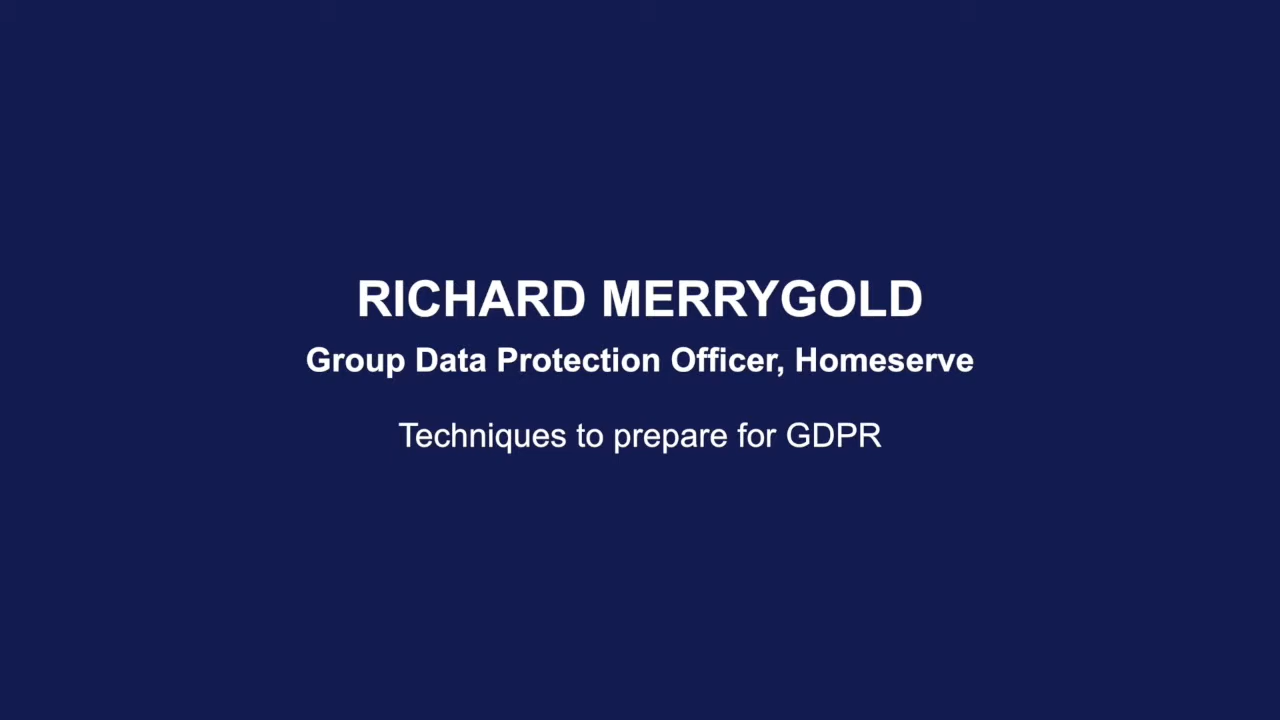 RICHARD MERRYGOLD
Group Data Protection Officer, Homeserve
Techniques to prepare for GDPR